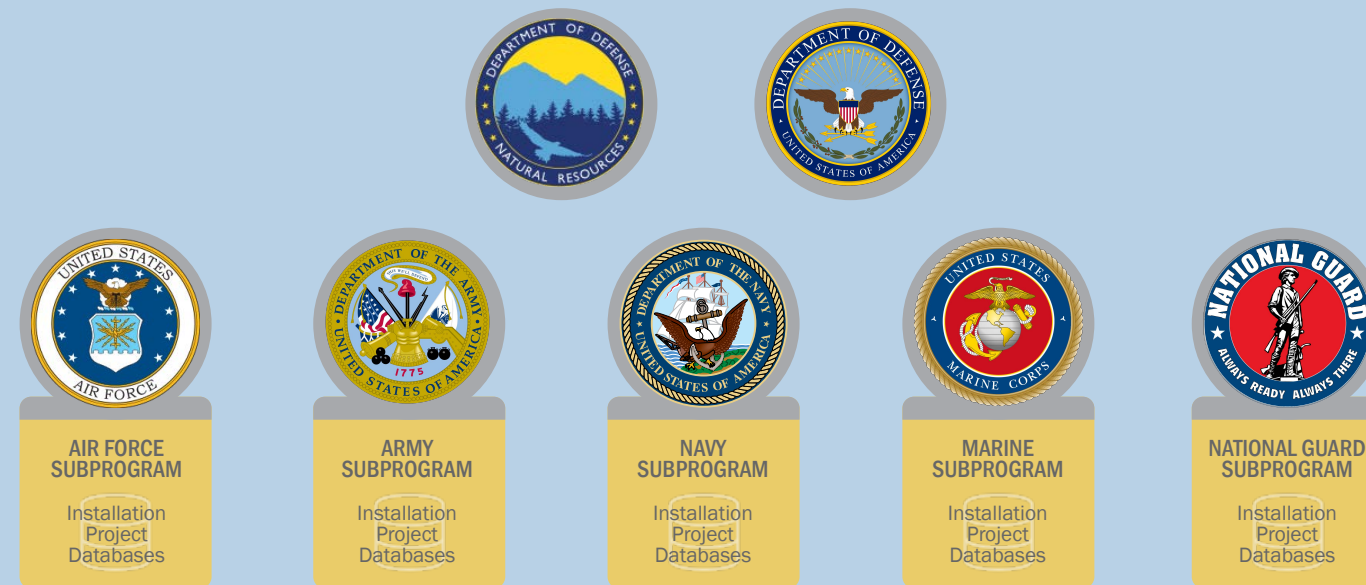 DEPARTMENT OF DEFENSE
NATURAL RESOURCES
DEPARTMENT OF DEFENSE
UNITED STATES OF AMERICA
UNITED STATES
AIR FORCE
DEPARTMENT OF THE ARMY
UNITED STATES OF AMERICA
1775
DEPARTMENT OF THE NAVY
UNITED STATES OF AMERICA
UNITED STATES
MARINE CORPS
NATIONAL GUARD
ALWAYS READY ALWAYS THERE
AIR FORCE
SUBPROGRAM
Installation
Project
Databases
ARMY
SUBPROGRAM
Installation
Project
Databases
NAVY
SUBPROGRAM
Installation
Project
Databases
MARINE
SUBPROGRAM
Installation
Project
Databases
NATIONAL GUARD
SUBPROGRAM
Installation
Project
Databases